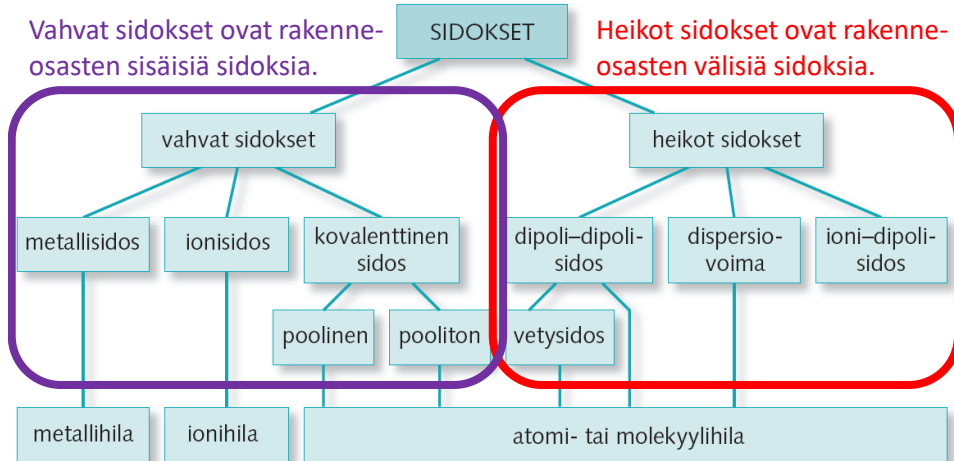 Vahvat sidokset ovat rakenne-
osasten sisäisiä sidoksia.
SIDOKSET
Heikot sidokset ovat rakenne-
osasten välisiä sidoksia.
vahvat sidokset
heikot sidokset
metallisidos
ionisidos
kovalenttinen
sidos
dipoli–dipoli-
sidos
dispersio-
voima
ioni–dipoli-
sidos
poolinen
pooliton
vetysidos
metallihila
ionihila
atomi- tai molekyylihila